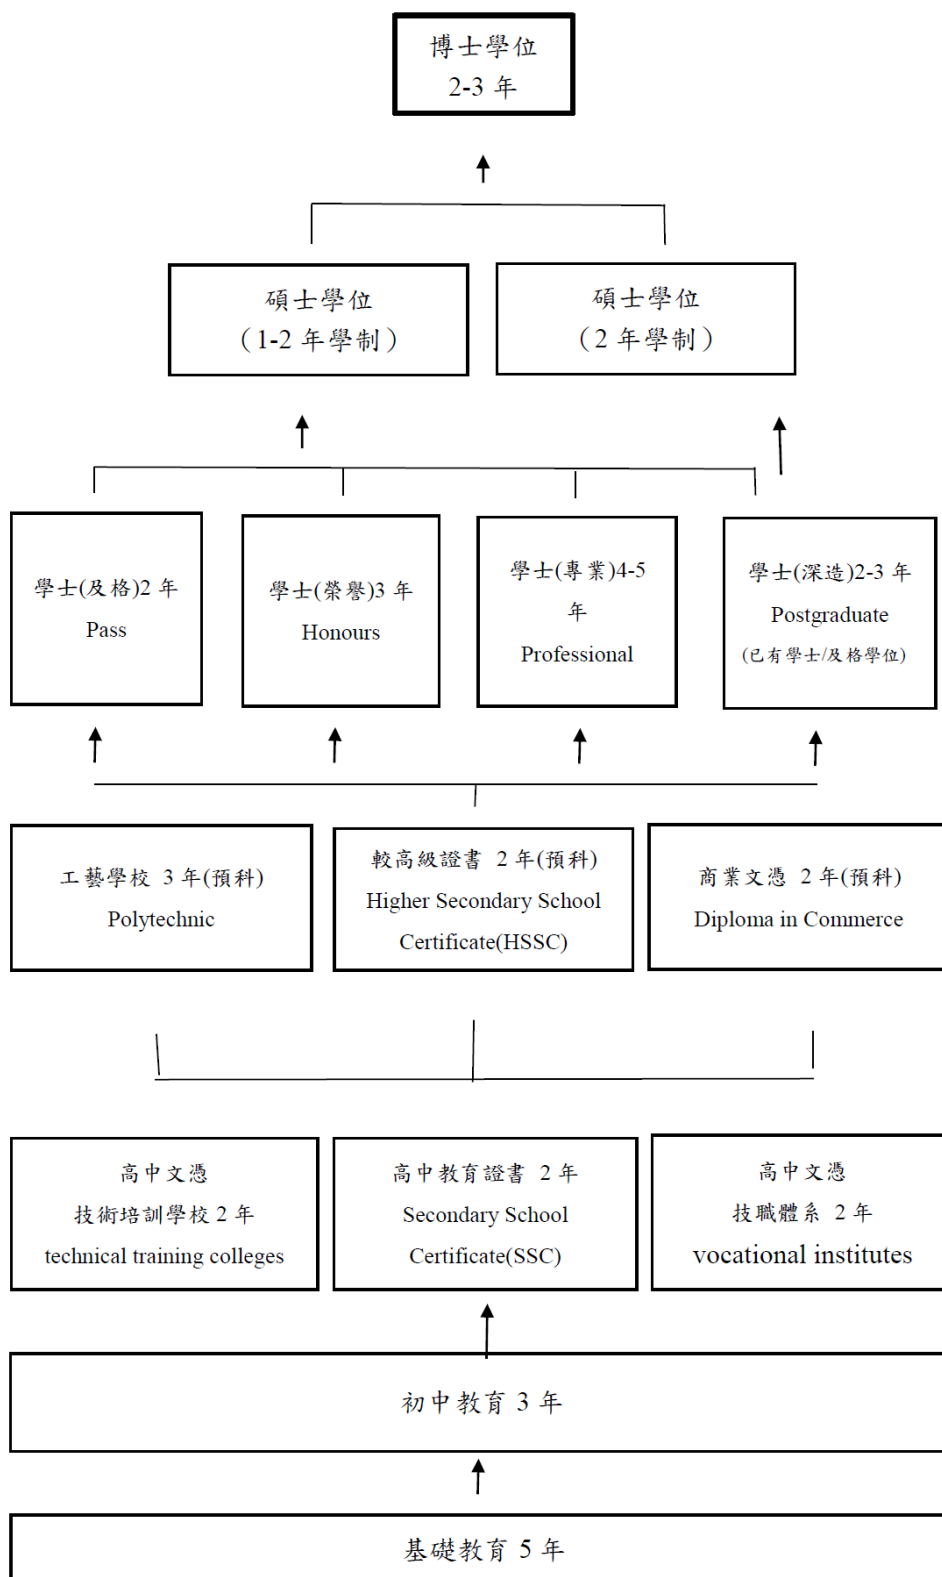 博士學位
2-3 年
碩士學位
（1-2 年學制）
碩士學位
（2 年學制）
學士(及格)2 年
Pass
學士(榮譽)3 年
Honours
學士(專業)4-5
年
Professional
學士(深造)2-3 年
Postgraduate
(已有學士/及格學位)
工藝學校 3 年(預科)
Polytechnic
較高級證書 2 年(預科)
Higher Secondary School
Certificate(HSSC)
商業文憑 2 年(預科)
Diploma in Commerce
高中文憑
技術培訓學校 2 年
technical training colleges
高中教育證書 2 年
Secondary School
Certificate(SSC)
高中文憑
技職體系 2 年
vocational institutes
初中教育 3 年
基礎教育 5 年